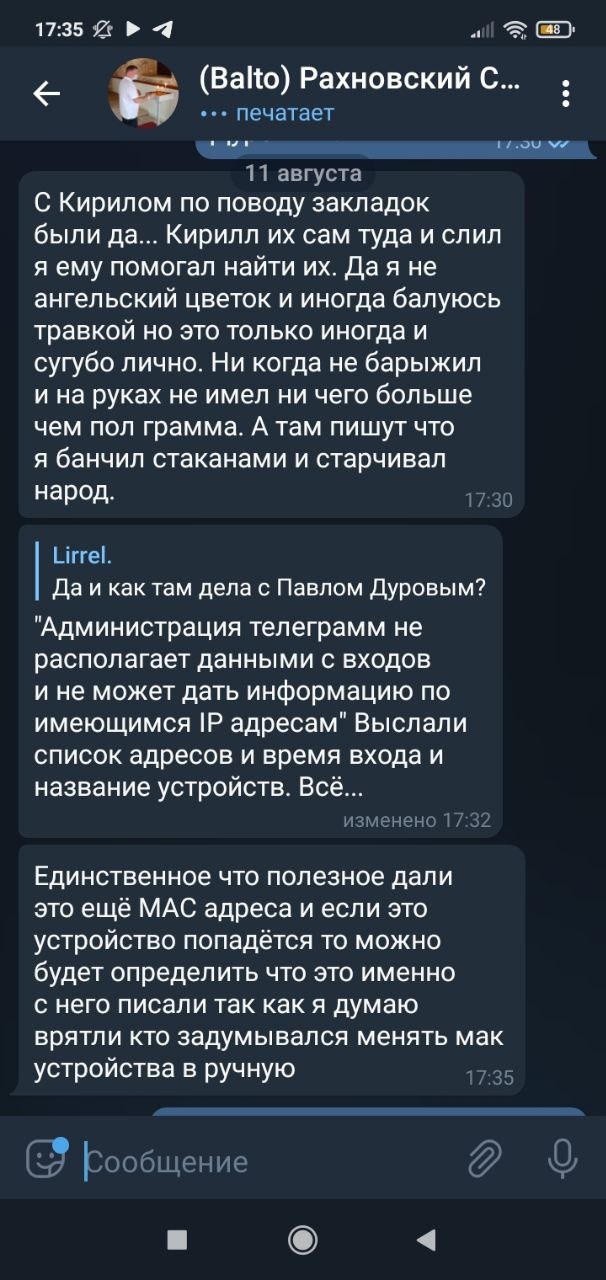 17:35
48
(Balto) Рахновский С...
печатает
17:30
11 августа
С Кирилом по поводу закладок
были да... Кирилл их сам туда и слил
я ему помогал найти их. Да я не
ангельский цветок и иногда балуюсь
травкой но это только иногда и
сугубо лично. Ни когда не барыжил
и на руках не имел ни чего больше
чем пол грамма. А там пишут что
я банчил стаканами и старчивал
народ.
17:30
Lirrel.
Да и как там дела с Павлом Дуровым?
"Администрация телеграмм не
располагает данными с входов
и не может дать информацию по
имеющимся IP адресам" Выслали
список адресов и время входа и
название устройств. Всё...
изменено 17:32
Единственное что полезное дали
это ещё MAC адреса и если это
устройство попадётся то можно
будет определить что это именно
с него писали так как я думаю
врятли кто задумывался менять мак
устройства в ручную
17:35
Сообщение